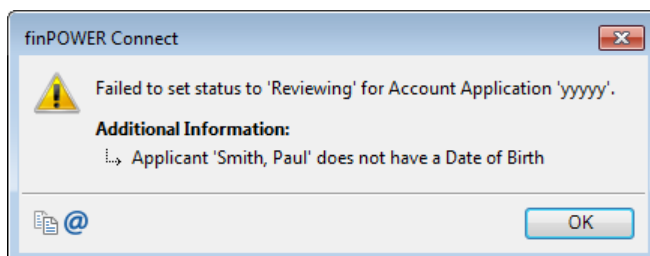 finPOWER Connect
Failed to set status to 'Reviewing' for Account Application 'yyyyy'.
Additional Information:
Applicant 'Smith, Paul' does not have a Date of Birth
@
OK